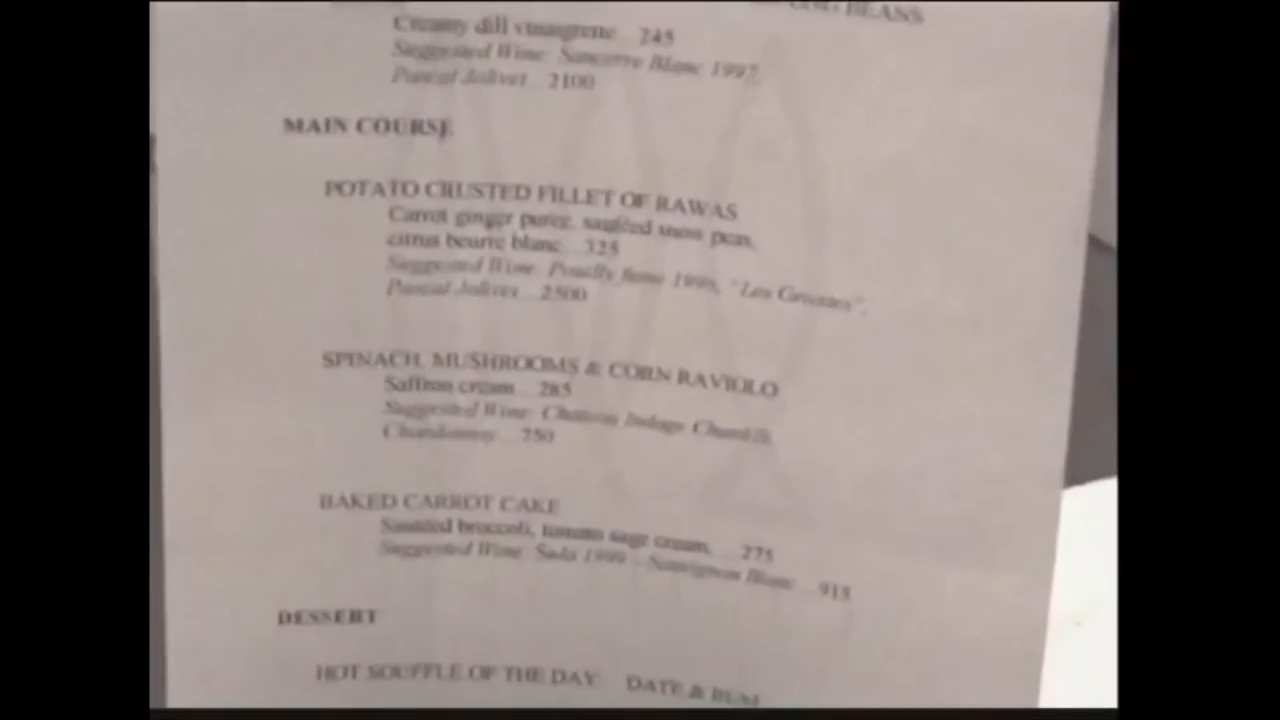 BEANS
Creamy dill vinaigrette 245
Suggested Wine: Sancerre Blanc 1997,
Pascal Jolivet 2100
MAIN COURSE
POTATO CRUSTED FILLET OF RAWAS
Carrot ginger puree, sautéed snow peas,
citrus beurre blanc 325
Suggested Wine: Pouilly fume 1998, "Les
Pascal Jolivet 2500
SPINACH, MUSHROOMS & CORN RAVIOLO
Saffron cream 285
Suggested Wine: Chateau Indage Chantilli,
Chardonnay 750
BAKED CARROT CAKE
Sautéed broccoli, tomato sage cream, 275
Suggested Wine: Sula 1999 - Sauvignon Blanc 915
DESSERT
HOT SOUFFLE OF THE DAY DATE & RUM